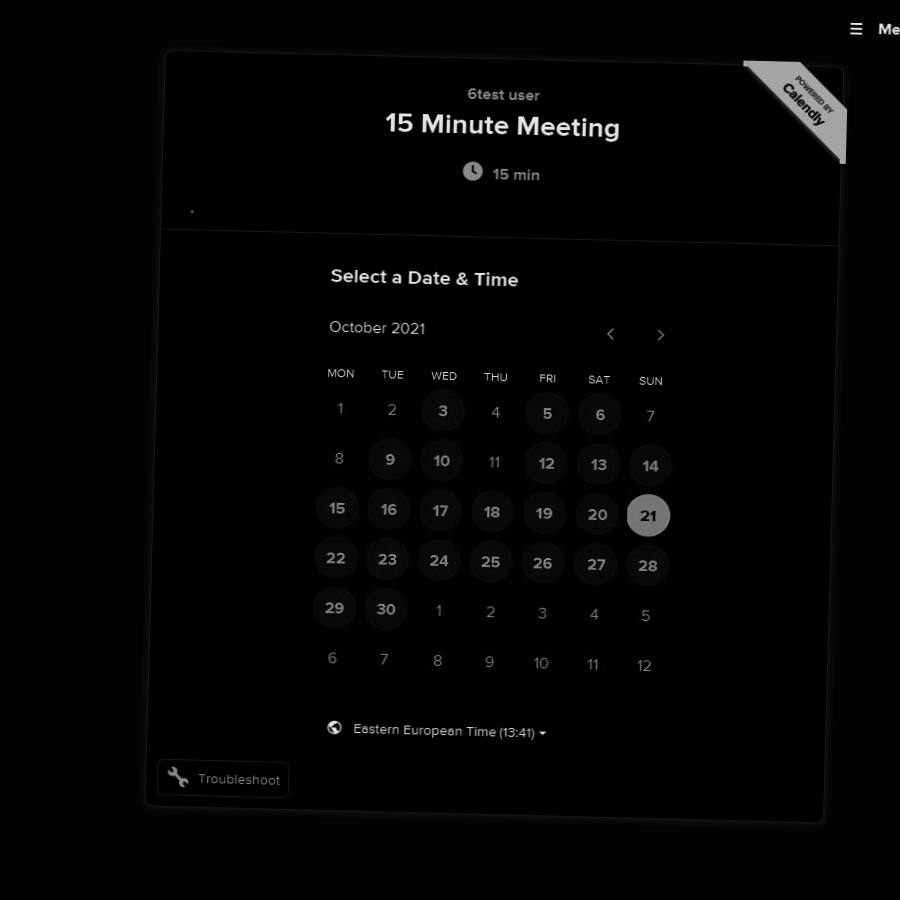 ☰ Me
POWERED BY
Calendly
6test user
15 Minute Meeting
15 min
Select a Date & Time
October 2021
MON TUE WED THU FRI SAT SUN
1 2 3 4 5 6 7
8 9 10 11 12 13 14
15 16 17 18 19 20 21
22 23 24 25 26 27 28
29 30 1 2 3 4 5
6 7 8 9 10 11 12
Eastern European Time (13:41)
Troubleshoot